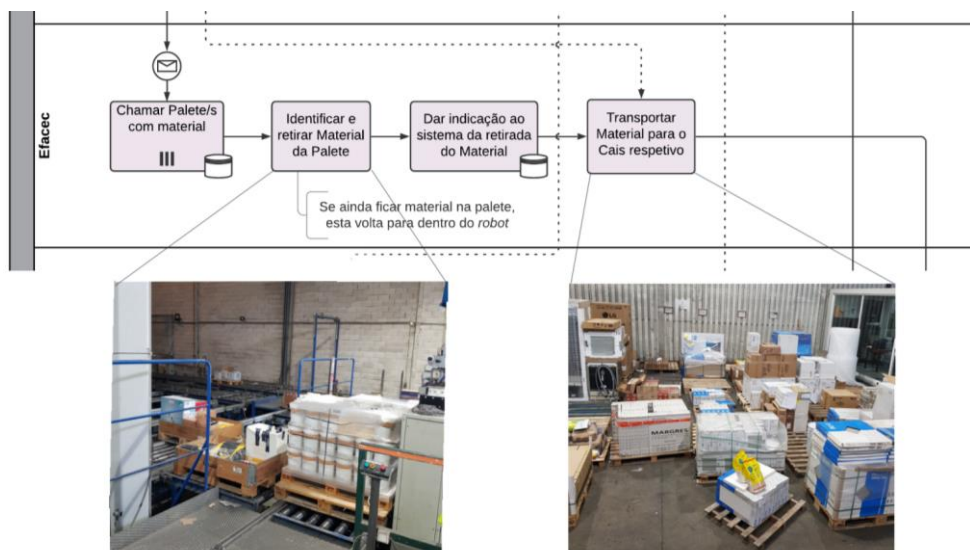 Efacec
Chamar Palete/s
com material
Identificar e
retirar Material
da Palete
Dar indicação ao
sistema da retirada
do Material
Transportar
Material para o
Cais respetivo
Se ainda ficar material na palete,
esta volta para dentro do robot
MARGRES